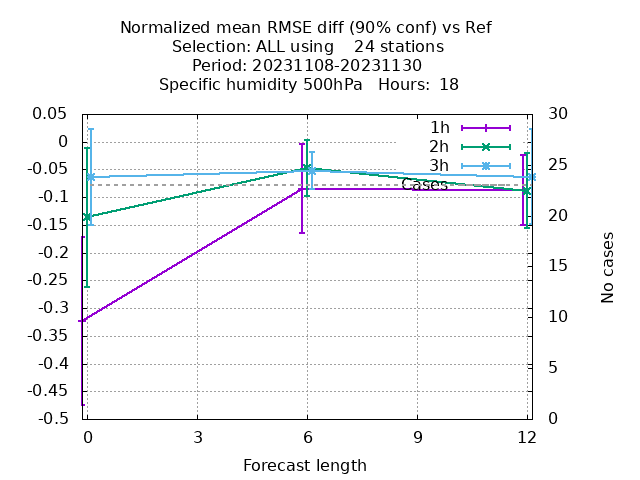 Normalized mean RMSE diff (90% conf) vs Ref
Selection: ALL using    24 stations
Period: 20231108-20231130
Specific humidity 500hPa   Hours:  18
0.05
0
-0.05
-0.1
-0.15
-0.2
-0.25
-0.3
-0.35
-0.4
-0.45
-0.5
1h
2h
3h
Cases
30
25
20
15
10
5
0
No cases
0 3 6 9 12
Forecast length